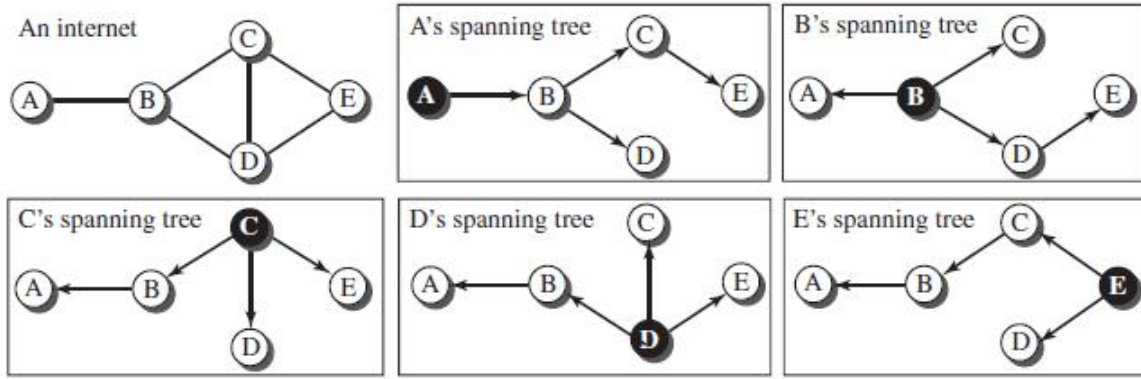 An internet
A
B
C
D
E
A's spanning tree
A
B
C
D
E
B's spanning tree
A
B
C
D
E
C's spanning tree
A
B
C
D
E
D's spanning tree
A
B
C
D
E
E's spanning tree
A
B
C
D
E